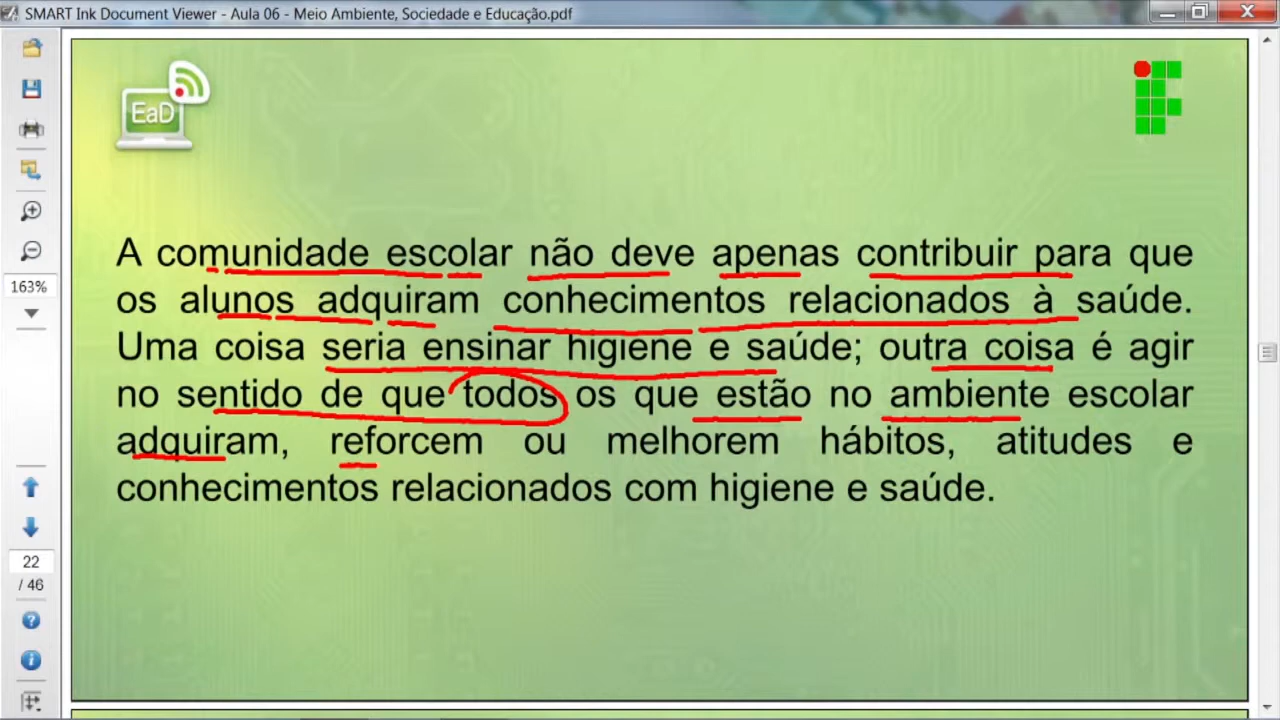 SMART Ink Document Viewer - Aula 06 - Meio Ambiente, Sociedade e Educação.pdf
EaD
A comunidade escolar não deve apenas contribuir para que
os alunos adquiram conhecimentos relacionados à saúde.
Uma coisa seria ensinar higiene e saúde; outra coisa é agir
no sentido de que todos os que estão no ambiente escolar
adquiram, reforcem ou melhorem hábitos, atitudes e
conhecimentos relacionados com higiene e saúde.
163%
22
/ 46